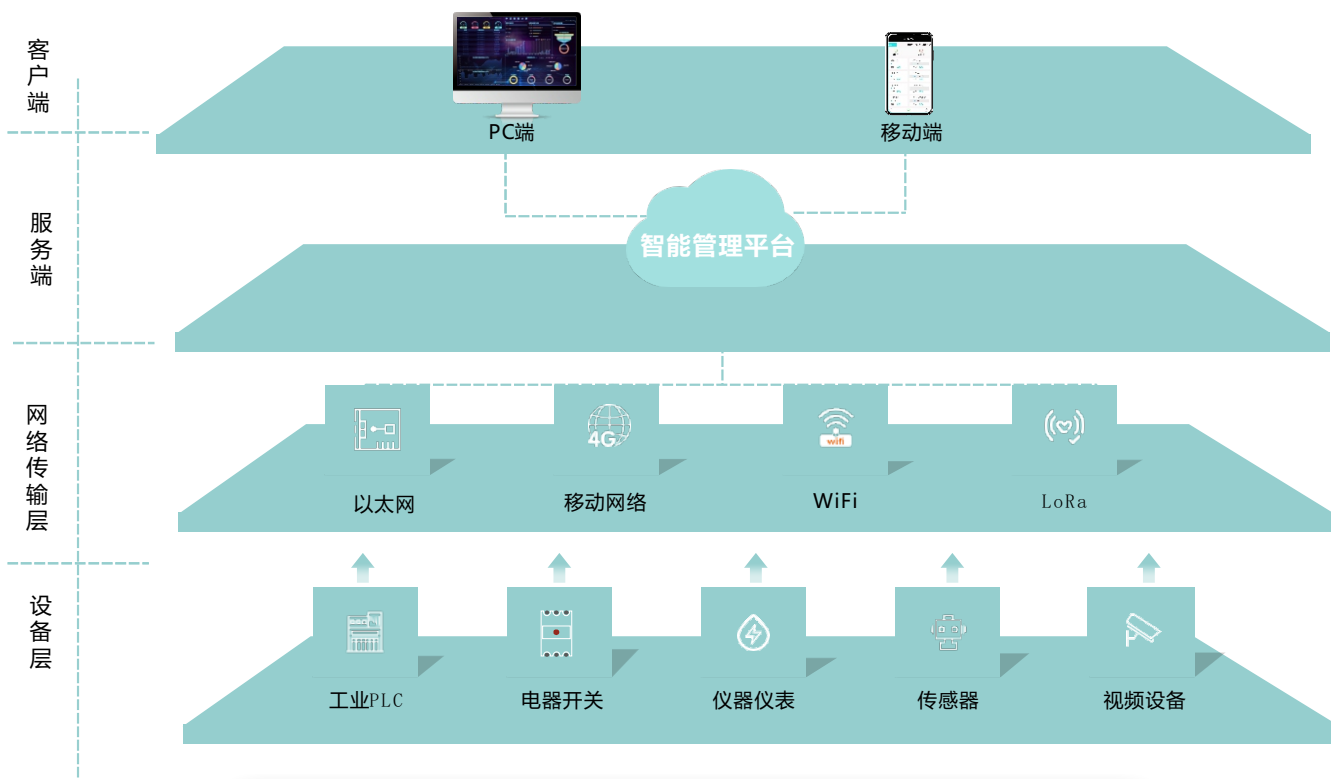 客户端
PC端
移动端
服务端
智能管理平台
网络传输层
4G
wifi
以太网
移动网络
WiFi
LoRa
设备层
工业PLC
电器开关
仪器仪表
传感器
视频设备